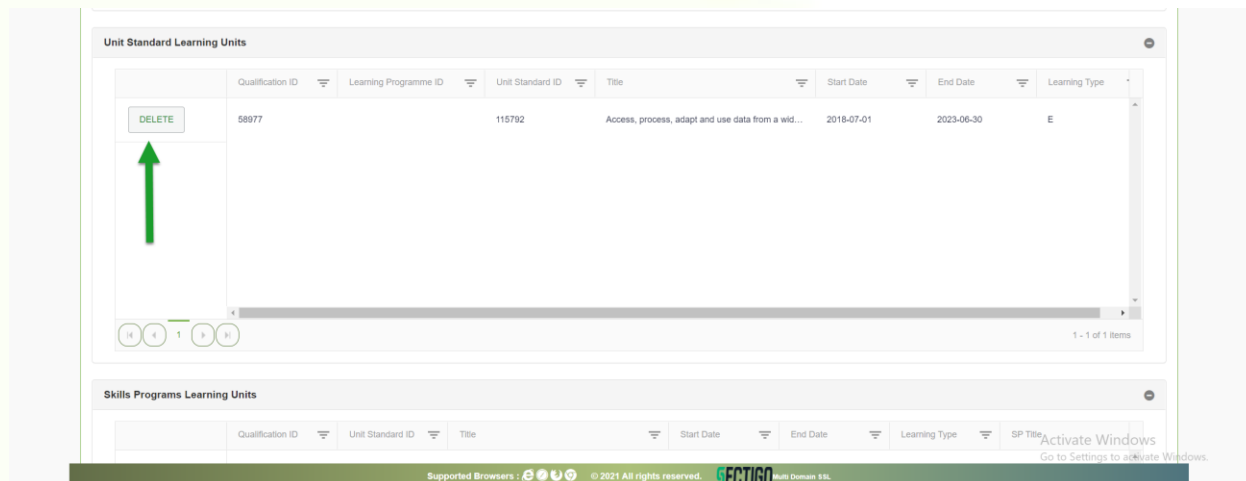 Unit Standard Learning Units
Qualification ID Learning Programme ID Unit Standard ID Title Start Date End Date Learning Type
DELETE 58977 115792 Access, process, adapt and use data from a wid... 2018-07-01 2023-06-30 E
1 1 - 1 of 1 items
Skills Programs Learning Units
Qualification ID Unit Standard ID Title Start Date End Date Learning Type SP Title
Activate Windows
Go to Settings to activate Windows.
Supported Browsers : © 2021 All rights reserved. SECTIGO Multi Domain SSL